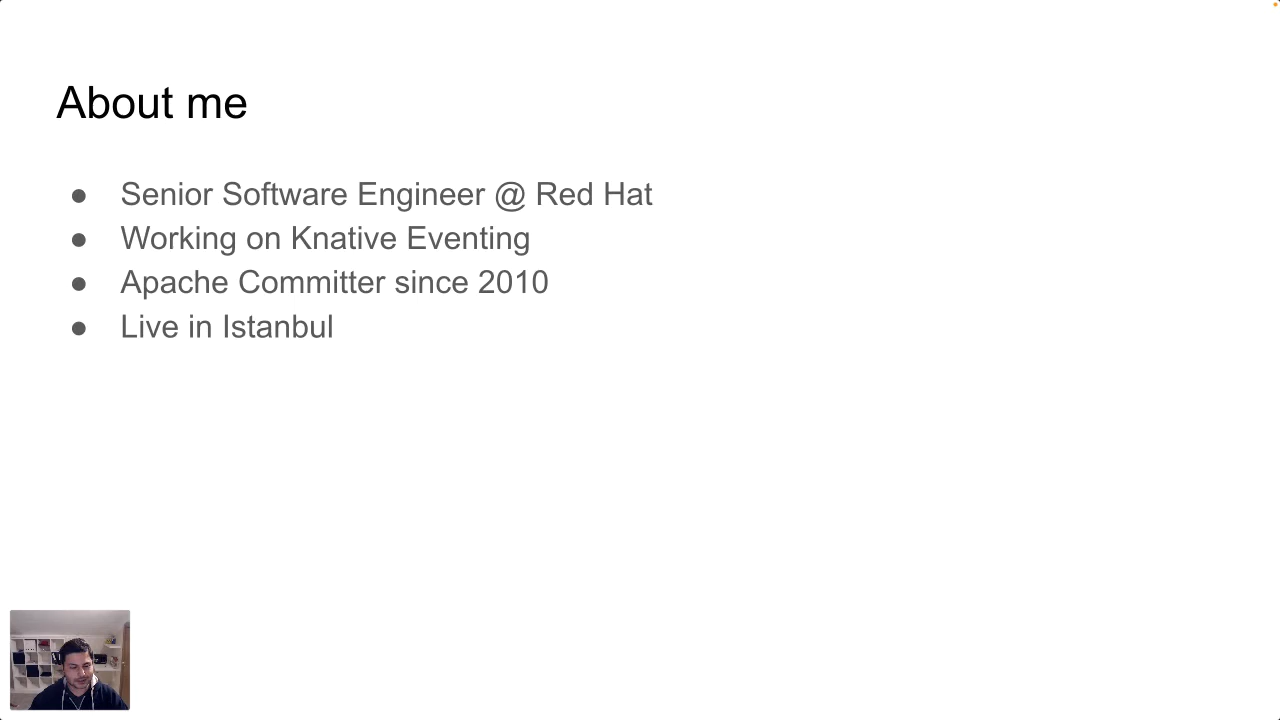 About me
● Senior Software Engineer @ Red Hat
● Working on Knative Eventing
● Apache Committer since 2010
● Live in Istanbul